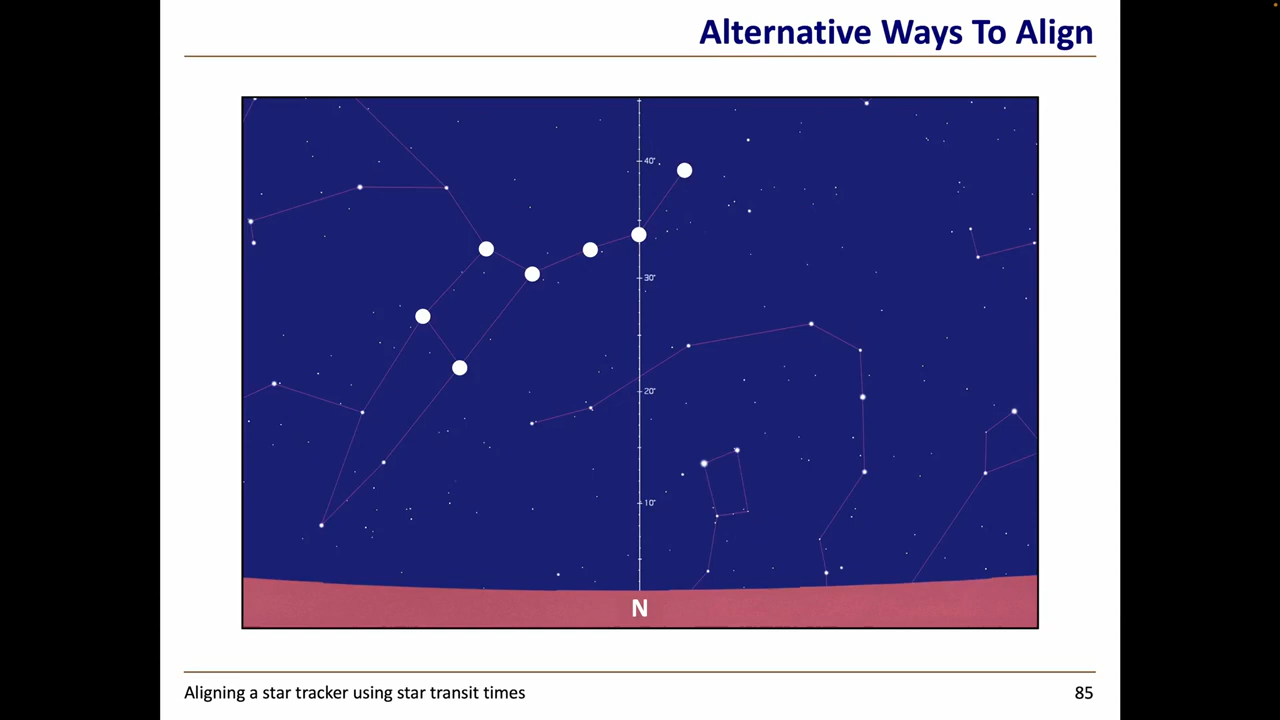 Alternative Ways To Align
40°
30°
20°
10°
N
Aligning a star tracker using star transit times
85